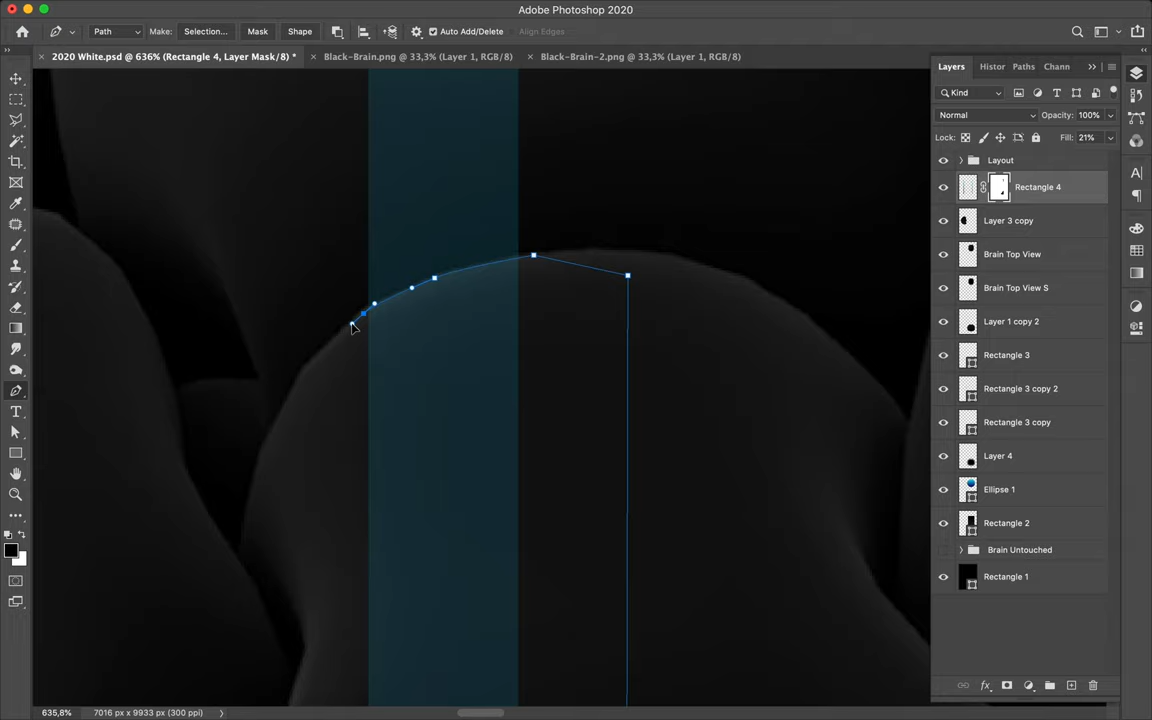 Adobe Photoshop 2020
Path Make: Selection... Mask Shape Auto Add/Delete Align Edges
2020 White.psd @ 636% (Rectangle 4, Layer Mask/8) * Black-Brain.png @ 33,3% (Layer 1, RGB/8) Black-Brain-2.png @ 33,3% (Layer 1, RGB/8)
Layers Histor Paths Chann
Kind
Normal Opacity: 100%
Lock: Fill: 21%
Layout
Rectangle 4
Layer 3 copy
Brain Top View
Brain Top View S
Layer 1 copy 2
Rectangle 3
Rectangle 3 copy 2
Rectangle 3 copy
Layer 4
Ellipse 1
Rectangle 2
Brain Untouched
Rectangle 1
635,8% 7016 px x 9933 px (300 ppi)